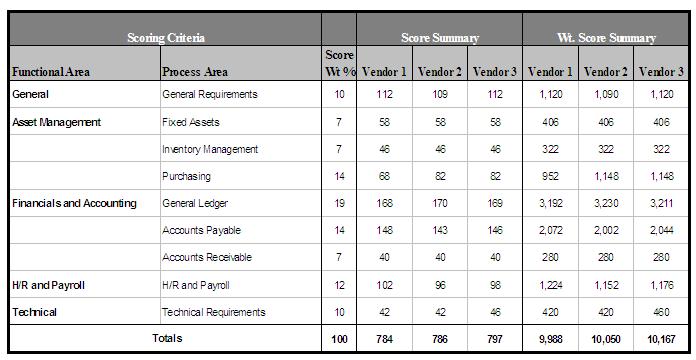 Scoring Criteria Score Summary Wt. Score Summary
Functional Area Process Area Score Wt % Vendor 1 Vendor 2 Vendor 3 Vendor 1 Vendor 2 Vendor 3
General General Requirements 10 112 109 112 1,120 1,090 1,120
Asset Management Fixed Assets 7 58 58 58 406 406 406
Inventory Management 7 46 46 46 322 322 322
Purchasing 14 68 82 82 952 1,148 1,148
Financials and Accounting General Ledger 19 168 170 169 3,192 3,230 3,211
Accounts Payable 14 148 143 146 2,072 2,002 2,044
Accounts Receivable 7 40 40 40 280 280 280
H/R and Payroll H/R and Payroll 12 102 96 98 1,224 1,152 1,176
Technical Technical Requirements 10 42 42 46 420 420 460
Totals 100 784 786 797 9,988 10,050 10,167